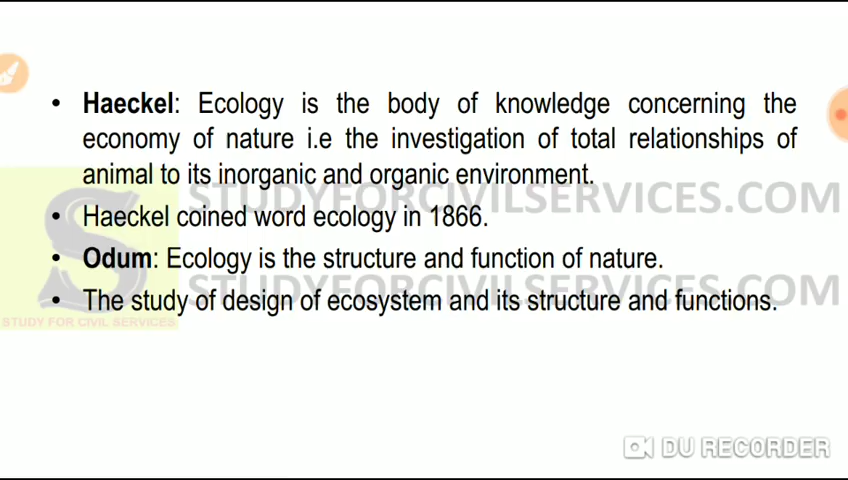 • Haeckel: Ecology is the body of knowledge concerning the
economy of nature i.e the investigation of total relationships of
animal to its inorganic and organic environment.
STUDYFORCIVILSERVICES.COM
• Haeckel coined word ecology in 1866.
• Odum: Ecology is the structure and function of nature.
STUDYFORCIVILSERVICES.COM
• The study of design of ecosystem and its structure and functions.
S
STUDY FOR CIVIL SERVICES
DU RECORDER